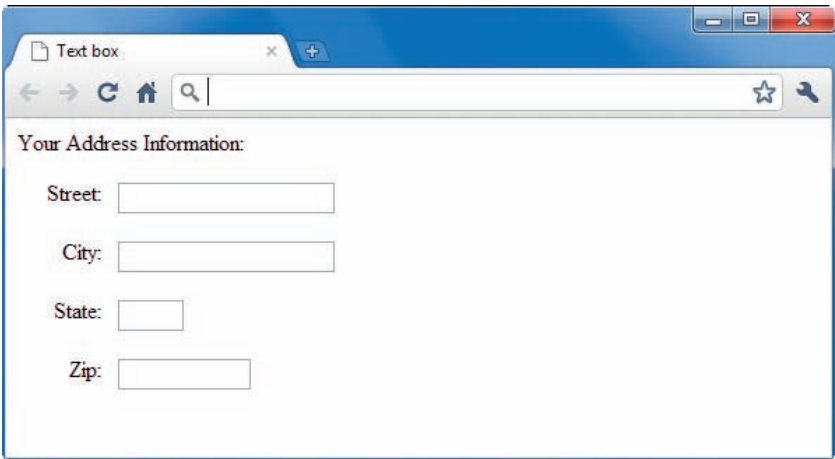 Text box
Your Address Information:
Street:
City:
State:
Zip: